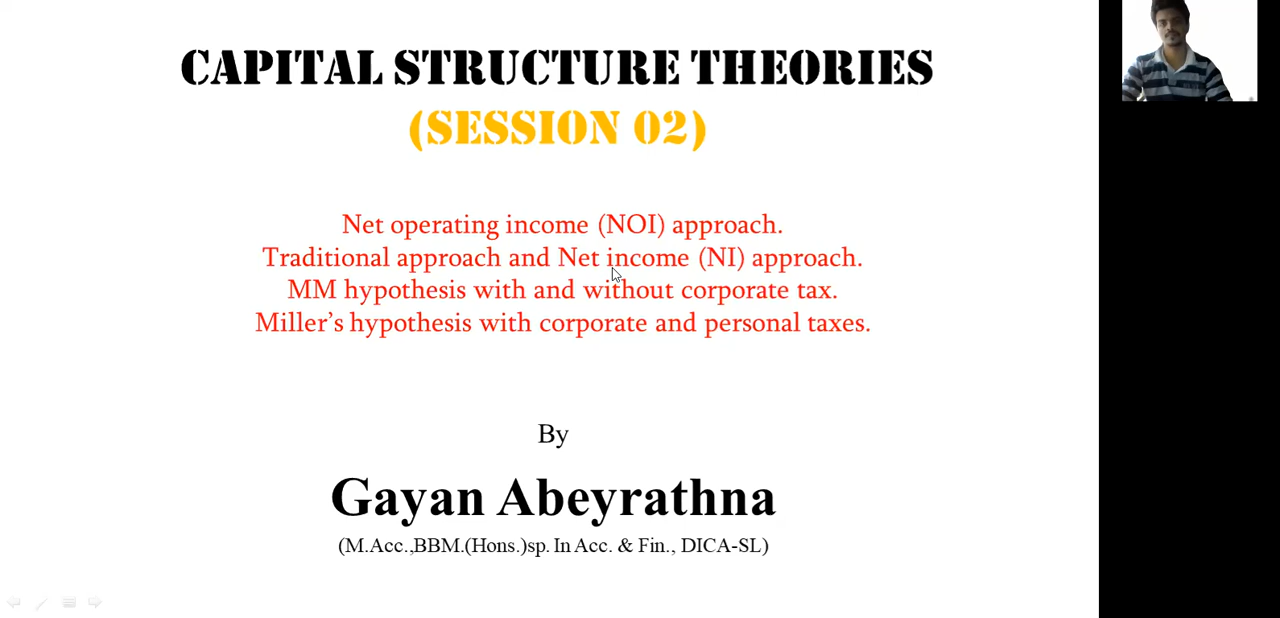 CAPITAL STRUCTURE THEORIES
(SESSION 02)
Net operating income (NOI) approach.
Traditional approach and Net income (NI) approach.
MM hypothesis with and without corporate tax.
Miller's hypothesis with corporate and personal taxes.
By
Gayan Abeyrathna
(M.Acc.,BBM.(Hons.)sp. In Acc. & Fin., DICA-SL)